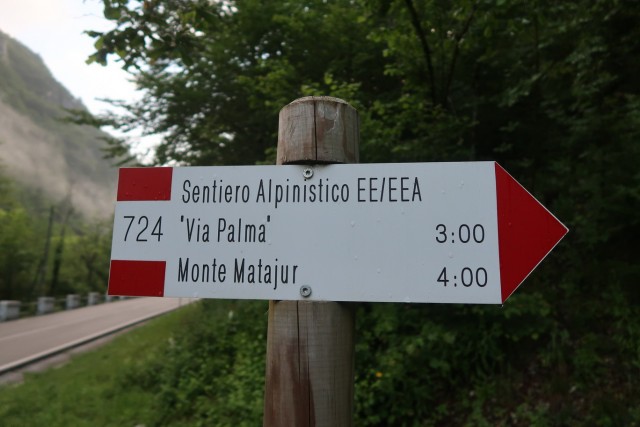 Sentiero Alpinistico EE/EEA
724 "Via Palma" 3:00
Monte Matajur 4:00